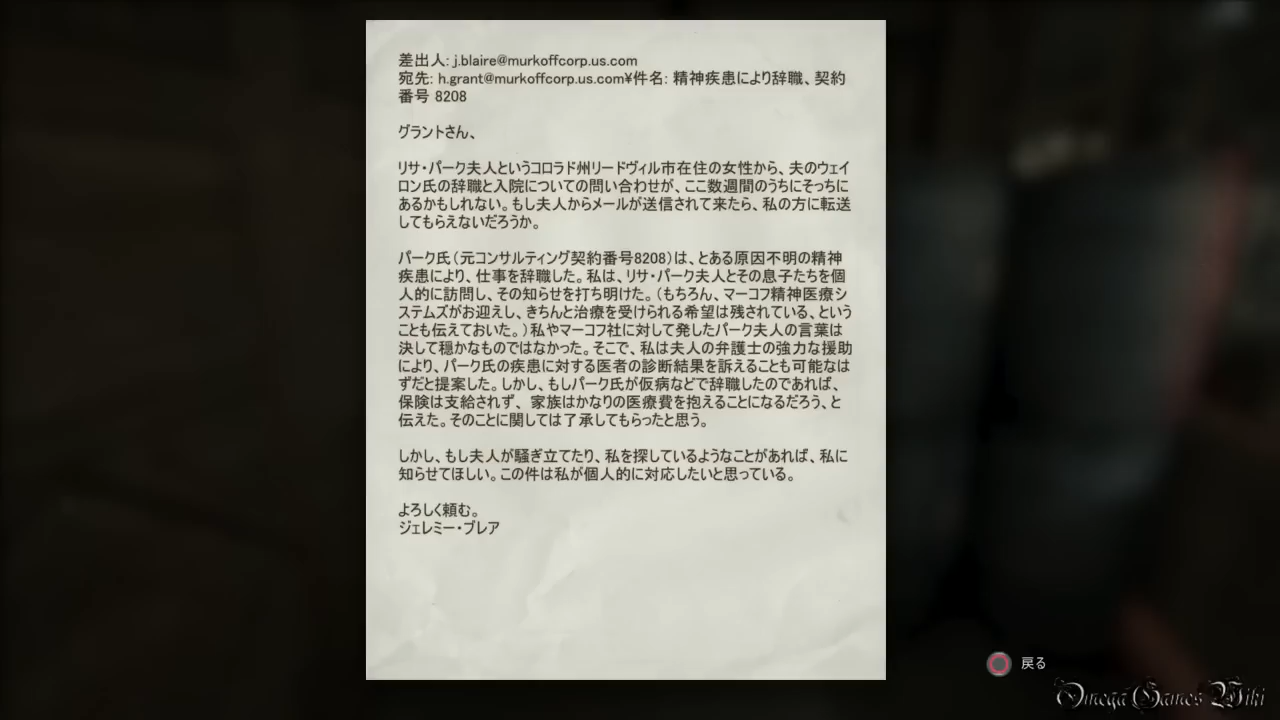 差出人: j.blaire@murkoffcorp.us.com
宛先: h.grant@murkoffcorp.us.com¥件名: 精神疾患により辞職、契約
番号 8208
グラントさん、
リサ・パーク夫人というコロラド州リードヴィル市在住の女性から、夫のウェイ
ロン氏の辞職と入院についての問い合わせが、ここ数週間のうちにそっちに
あるかもしれない。もし夫人からメールが送信されて来たら、私の方に転送
してもらえないだろうか。
パーク氏(元コンサルティング契約番号8208)は、とある原因不明の精神
疾患により、仕事を辞職した。私は、リサ・パーク夫人とその息子たちを個
人的に訪問し、その知らせを打ち明けた。(もちろん、マーコフ精神医療シ
ステムズがお迎えし、きちんと治療を受けられる希望は残されている、という
ことも伝えておいた。)私やマーコフ社に対して発したパーク夫人の言葉は
決して穏かなものではなかった。そこで、私は夫人の弁護士の強力な援助
により、パーク氏の疾患に対する医者の診断結果を訴えることも可能なは
ずだと提案した。しかし、もしパーク氏が仮病などで辞職したのであれば、
保険は支給されず、 家族はかなりの医療費を抱えることになるだろう、と
伝えた。そのことに関しては了承してもらったと思う。
しかし、もし夫人が騒ぎ立てたり、私を探しているようなことがあれば、私に
知らせてほしい。この件は私が個人的に対応したいと思っている。
よろしく頼む。
ジェレミー・ブレア
戻る
Omega Games Wiki